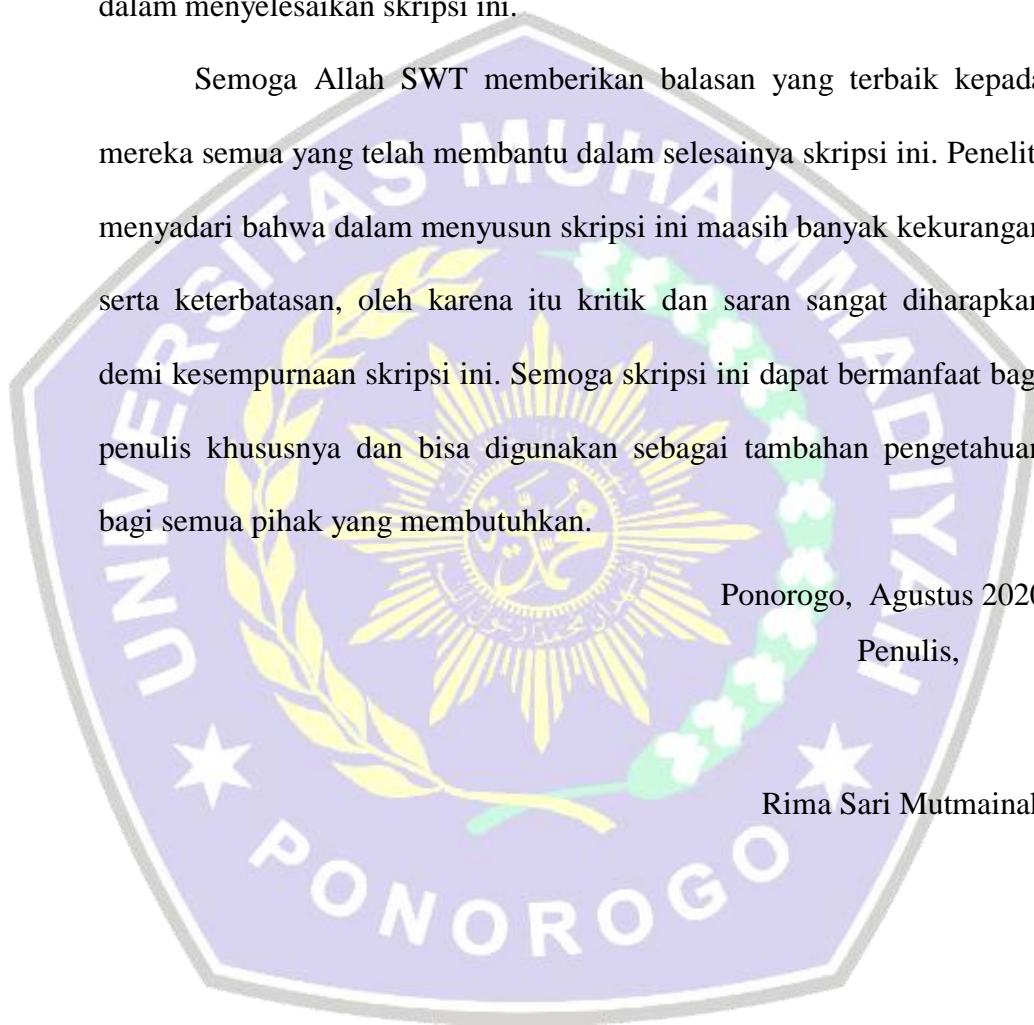 dalam menyelesaikan skripsi ini.
Semoga Allah SWT memberikan balasan yang terbaik kepada
mereka semua yang telah membantu dalam selesainya skripsi ini. Penelit
menyadari bahwa dalam menyusun skripsi ini maasih banyak kekurangan
serta keterbatasan, oleh karena itu kritik dan saran sangat diharapkan
demi kesempurnaan skripsi ini. Semoga skripsi ini dapat bermanfaat bag
penulis khususnya dan bisa digunakan sebagai tambahan pengetahuan
bagi semua pihak yang membutuhkan.
Ponorogo, Agustus 2020
Penulis,
Rima Sari Mutmainah
UNIVERSITAS MUHAMMADIYAH
PONOROGO